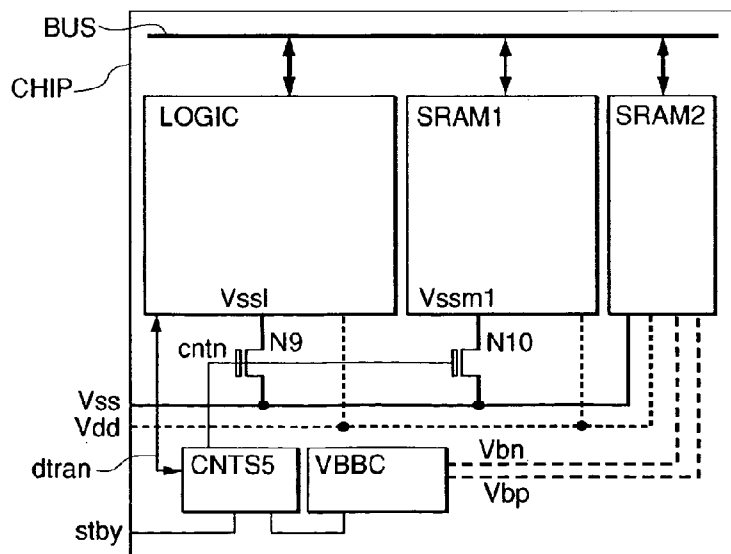 BUS
CHIP
LOGIC
SRAM1
SRAM2
Vssl
Vssm1
cntn
N9
N10
Vss
Vdd
dtran
CNTS5
VBBC
Vbn
Vbp
stby